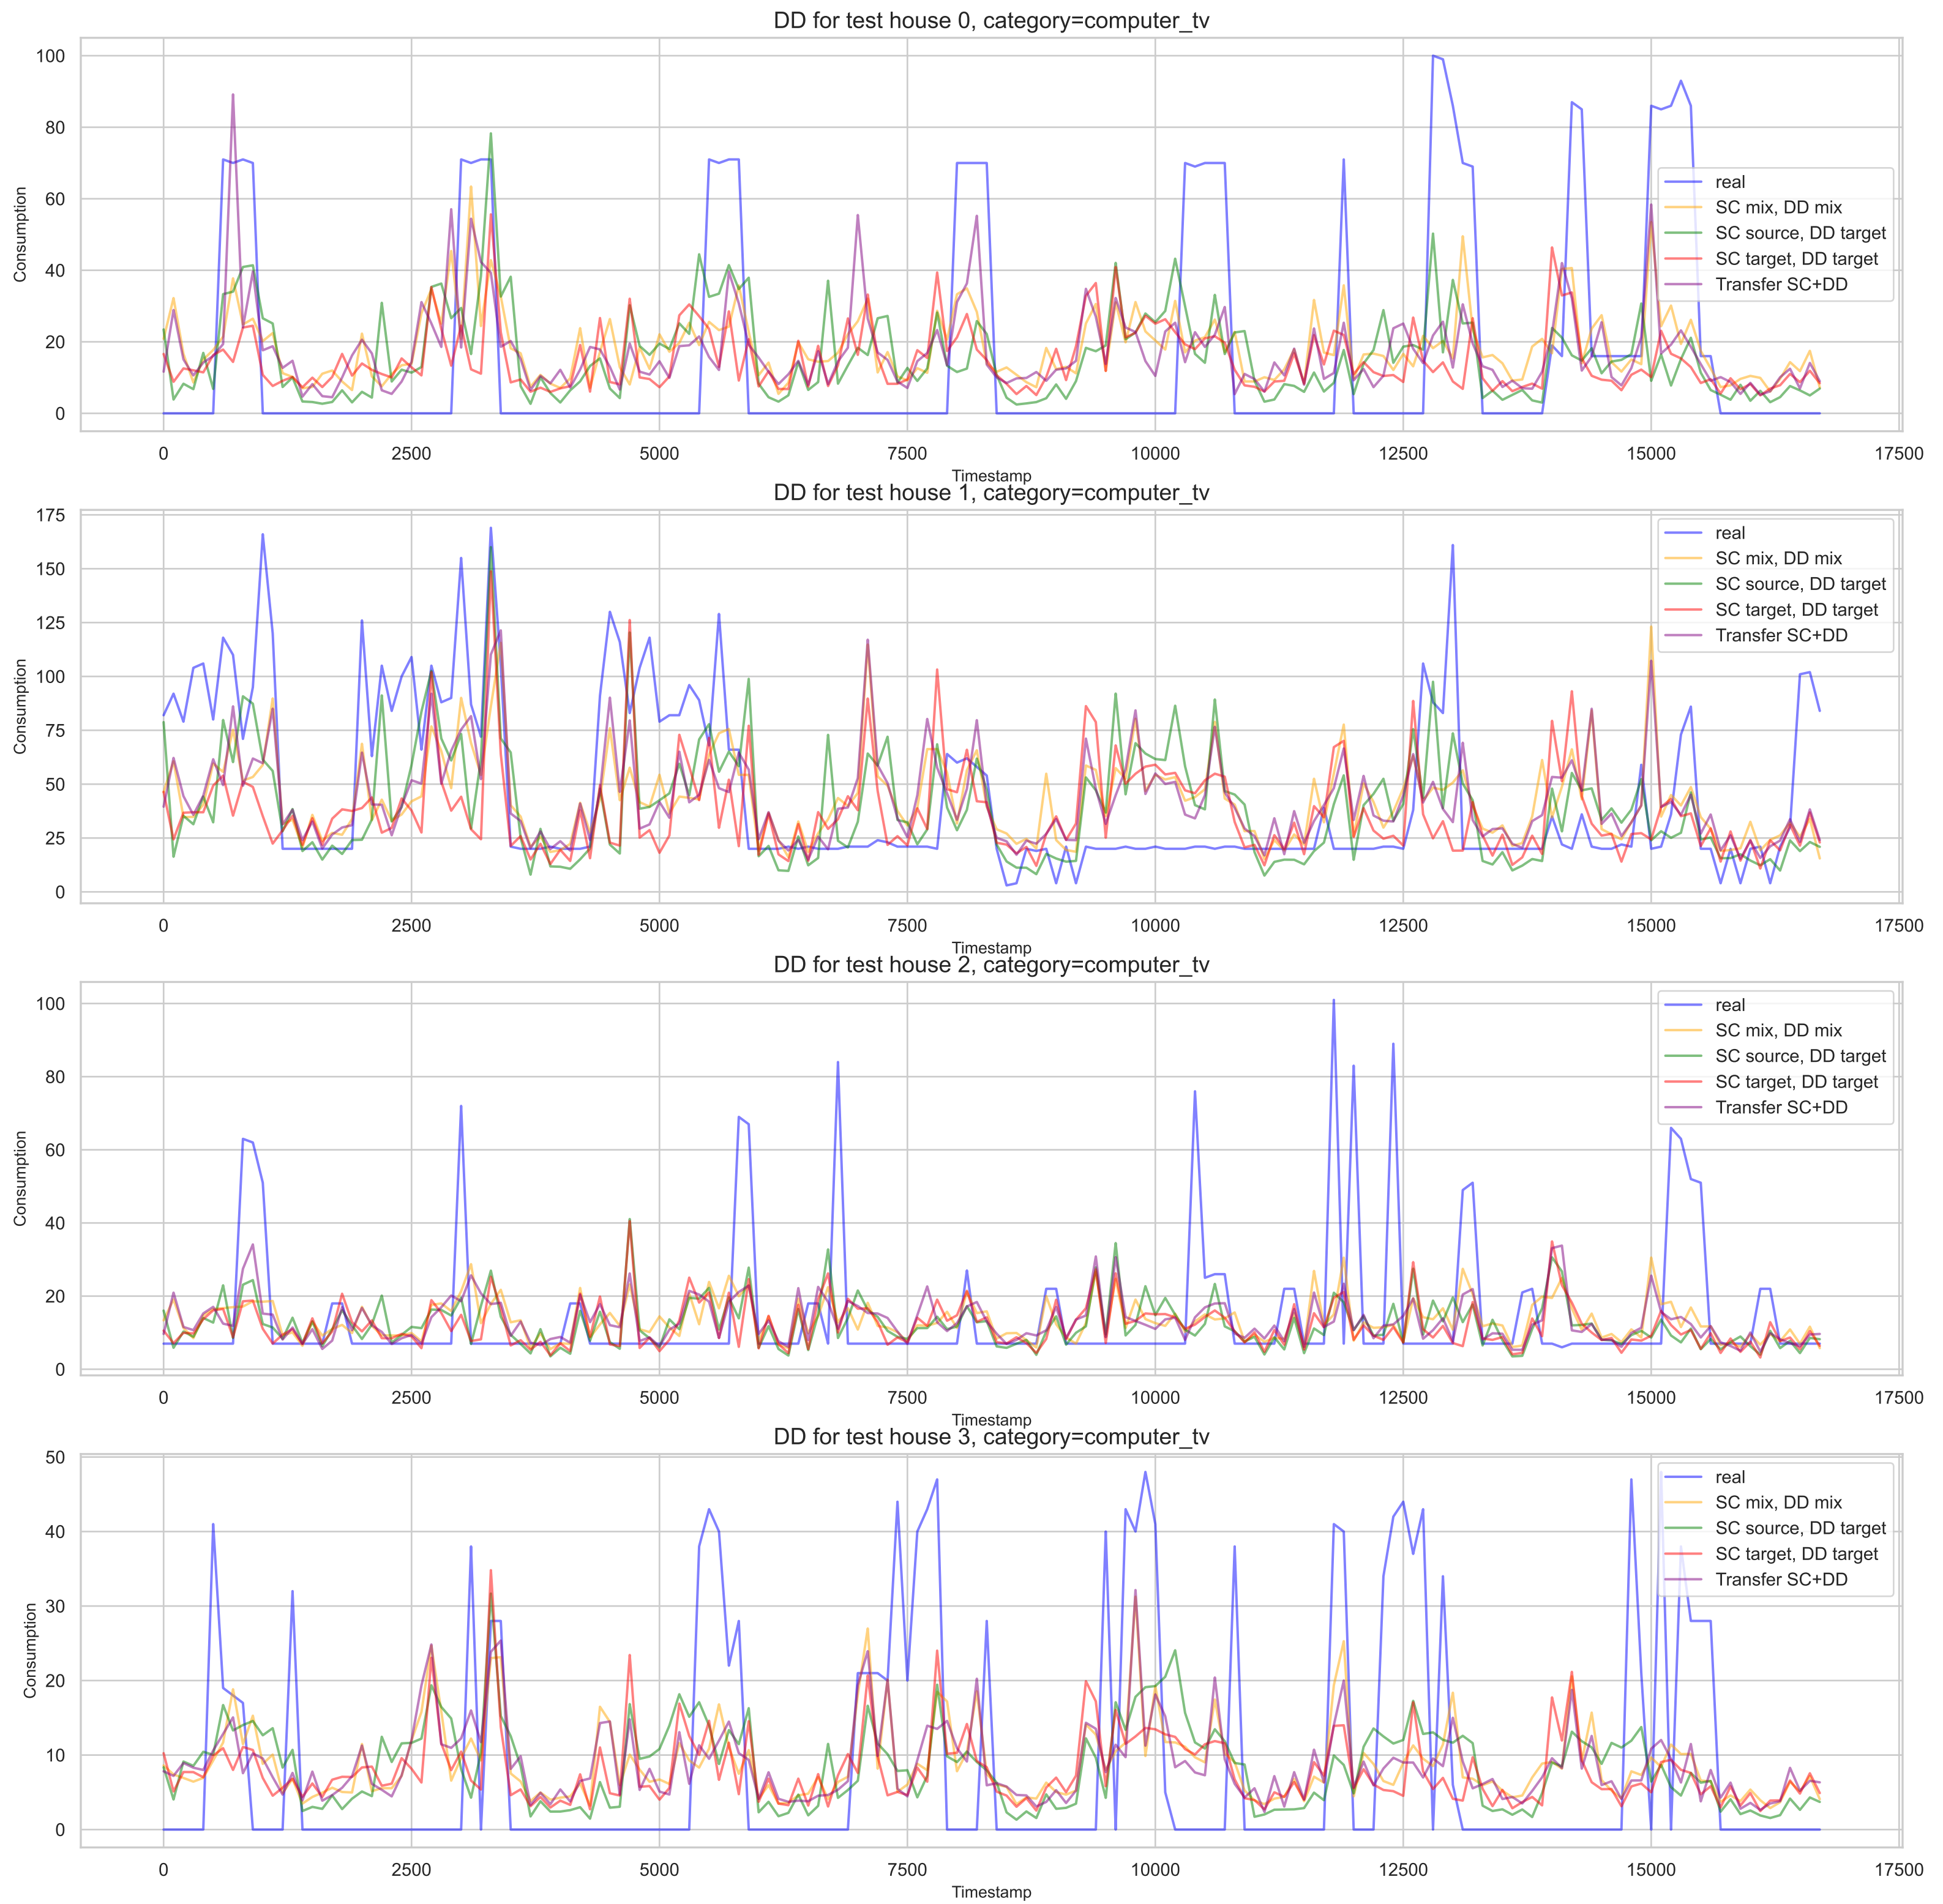 DD for test house 0, category=computer_tv
100
80
60
40
20
0
Consumption
real
SC mix, DD mix
SC source, DD target
SC target, DD target
Transfer SC+DD
0 2500 5000 7500 10000 12500 15000 17500
Timestamp
DD for test house 1, category=computer_tv
175
150
125
100
75
50
25
0
Consumption
real
SC mix, DD mix
SC source, DD target
SC target, DD target
Transfer SC+DD
0 2500 5000 7500 10000 12500 15000 17500
Timestamp
DD for test house 2, category=computer_tv
100
80
60
40
20
0
Consumption
real
SC mix, DD mix
SC source, DD target
SC target, DD target
Transfer SC+DD
0 2500 5000 7500 10000 12500 15000 17500
Timestamp
DD for test house 3, category=computer_tv
50
40
30
20
10
0
Consumption
real
SC mix, DD mix
SC source, DD target
SC target, DD target
Transfer SC+DD
0 2500 5000 7500 10000 12500 15000 17500
Timestamp